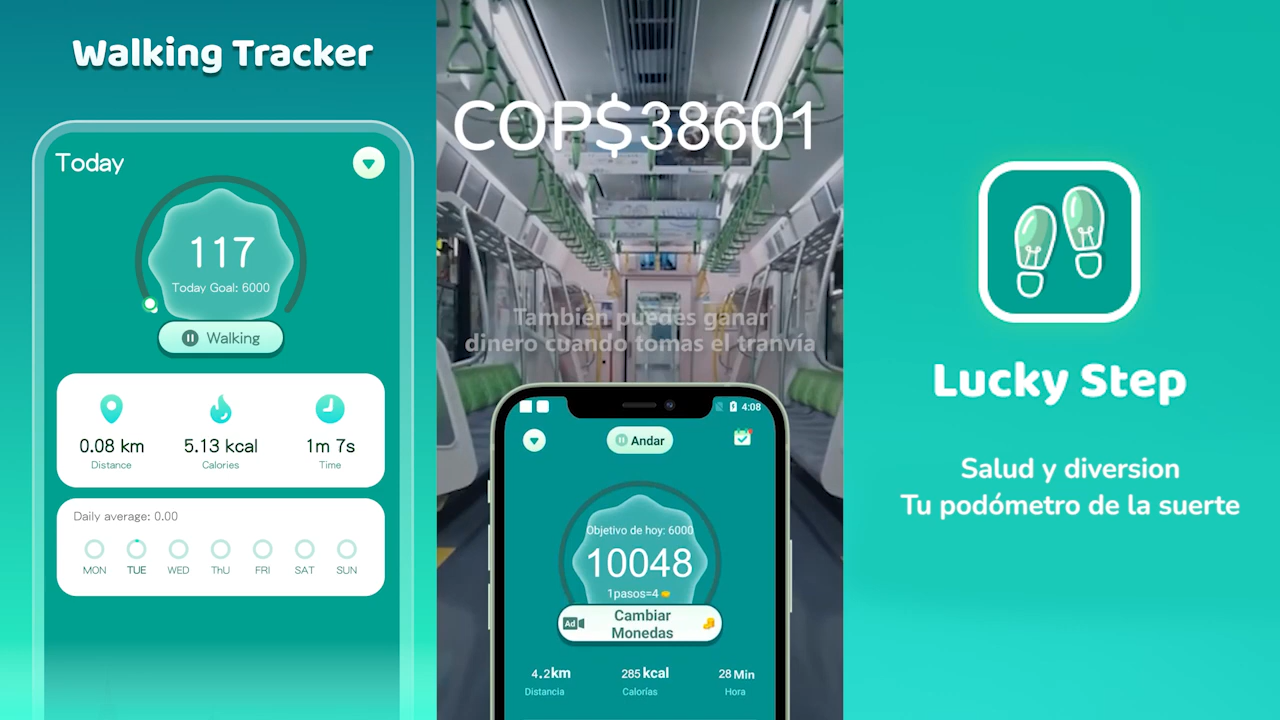 Walking Tracker
Today
117
Today Goal: 6000
Walking
0.08 km
5.13 kcal
1m 7s
Distance
Calories
Time
Daily average: 0.00
MON
TUE
WED
ThU
FRI
SAT
SUN
COP$38601
También puedes ganar
dinero cuando tomas el tranvía
4:08
Andar
Objetivo de hoy: 6000
10048
1pasos=4
Ad
Cambiar
Monedas
4.2km
285 kcal
28 Min
Distancia
Calorías
Hora
Lucky Step
Salud y diversion
Tu podómetro de la suerte